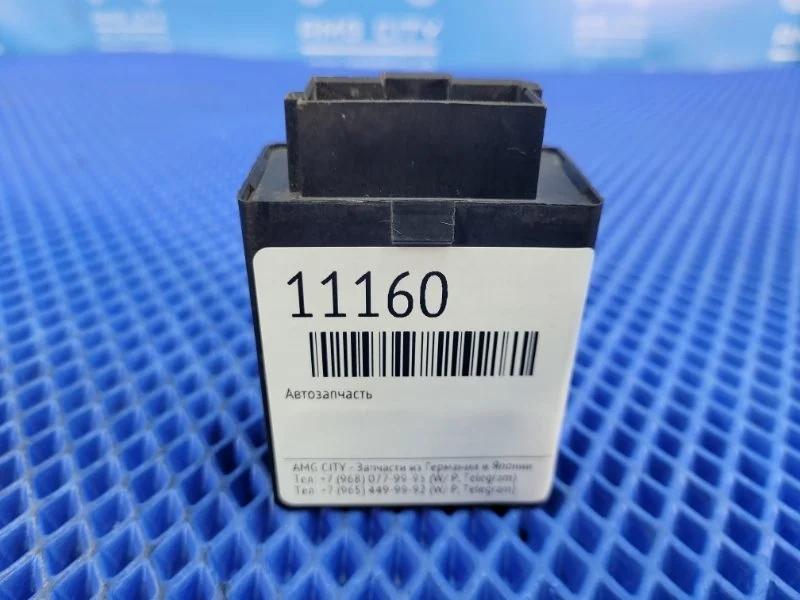 AMG CITY
11160
Автозапчасть
AMG CITY - Запчасти из Германии и Японии
Тел: +7 (968) 077-99-93 (W/P, Telegram)
Тел: +7 (965) 449-99-92 (W/P, Telegram)